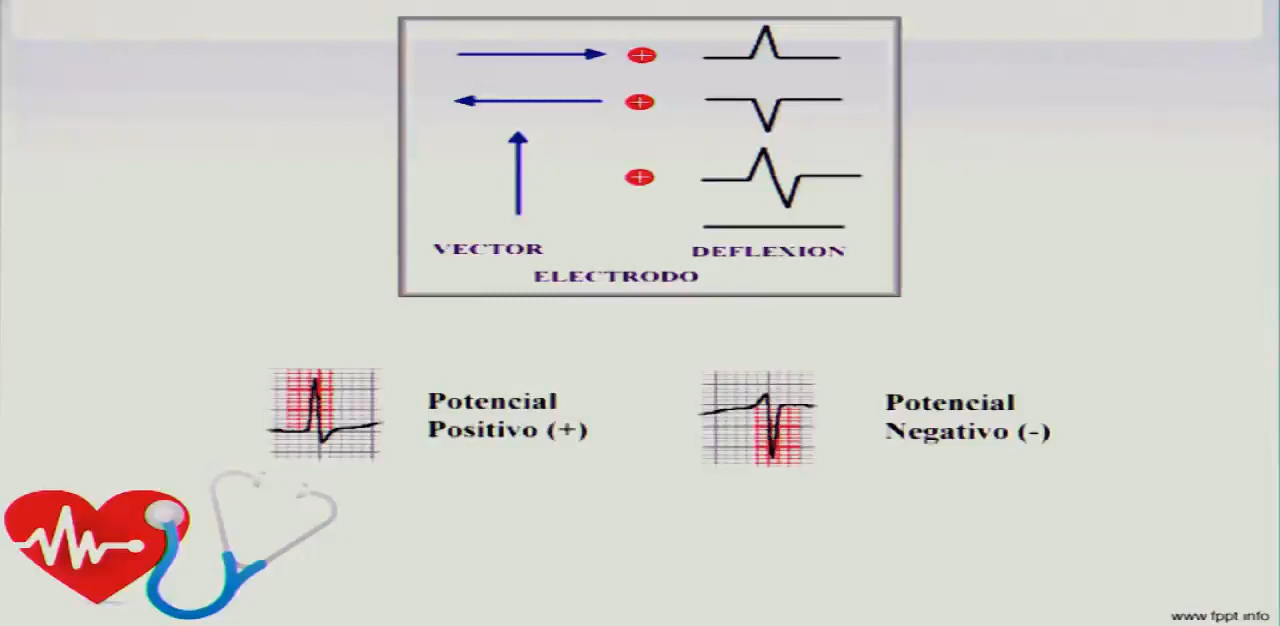 VECTOR
DEFLEXION
ELECTRODO
Potencial
Positivo (+)
Potencial
Negativo (-)
www fppt info